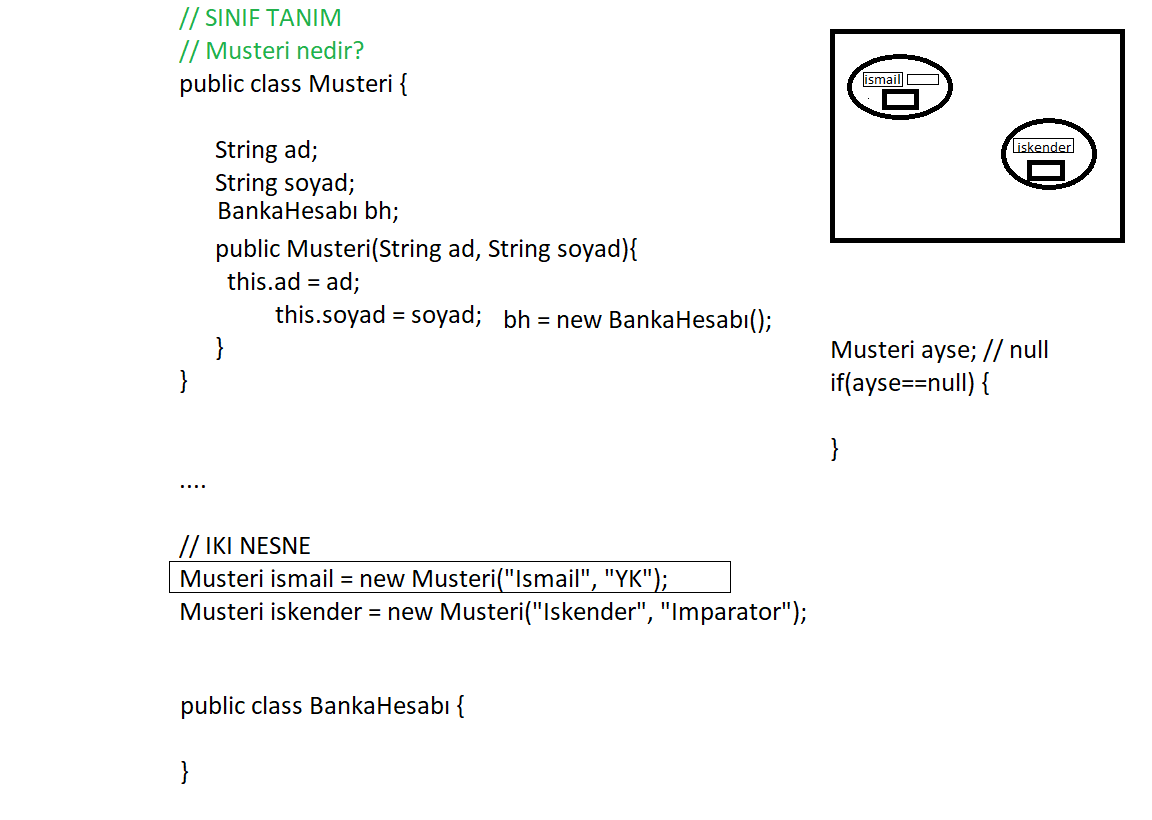 // SINIF TANIM
// Musteri nedir?
public class Musteri {
String ad;
String soyad;
BankaHesabı bh;
public Musteri(String ad, String soyad){
this.ad = ad;
this.soyad = soyad; bh = new BankaHesabı();
}
}
....
// IKI NESNE
Musteri ismail = new Musteri("Ismail", "YK");
Musteri iskender = new Musteri("Iskender", "Imparator");
public class BankaHesabı {
}
ismail
iskender
Musteri ayse; // null
if(ayse==null) {
}